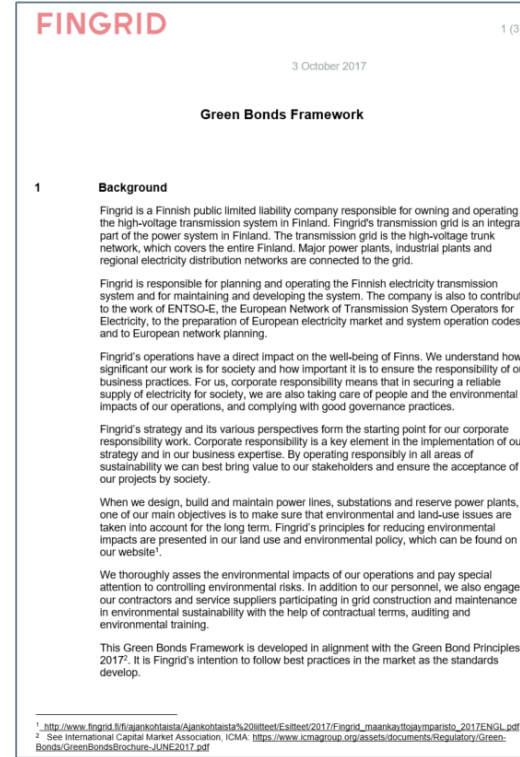 FINGRID
1 (3
3 October 2017
Green Bonds Framework
1 Background
Fingrid is a Finnish public limited liability company responsible for owning and operating
the high-voltage transmission system in Finland. Fingrid's transmission grid is an integra
part of the power system in Finland. The transmission grid is the high-voltage trunk
network, which covers the entire Finland. Major power plants, industrial plants and
regional electricity distribution networks are connected to the grid.
Fingrid is responsible for planning and operating the Finnish electricity transmission
system and for maintaining and developing the system. The company is also to contribut
to the work of ENTSO-E, the European Network of Transmission System Operators for
Electricity, to the preparation of European electricity market and system operation codes
and to European network planning.
Fingrid's operations have a direct impact on the well-being of Finns. We understand how
significant our work is for society and how important it is to ensure the responsibility of o
business practices. For us, corporate responsibility means that in securing a reliable
supply of electricity for society, we are also taking care of people and the environmental
impacts of our operations, and complying with good governance practices.
Fingrid's strategy and its various perspectives form the starting point for our corporate
responsibility work. Corporate responsibility is a key element in the implementation of ou
strategy and in our business expertise. By operating responsibly in all areas of
sustainability we can best bring value to our stakeholders and ensure the acceptance of
our projects by society.
When we design, build and maintain power lines, substations and reserve power plants,
one of our main objectives is to make sure that environmental and land-use issues are
taken into account for the long term. Fingrid's principles for reducing environmental
impacts are presented in our land use and environmental policy, which can be found on
our website¹.
We thoroughly asses the environmental impacts of our operations and pay special
attention to controlling environmental risks. In addition to our personnel, we also engage
our contractors and service suppliers participating in grid construction and maintenance
in environmental sustainability with the help of contractual terms, auditing and
environmental training.
This Green Bonds Framework is developed in alignment with the Green Bond Principles
2017². It is Fingrid's intention to follow best practices in the market as the standards
develop.
¹ http://www.fingrid.fi/fi/ajankohtaista/Ajankohtaista%20liitteet/Esitteet/2017/Fingrid_maankayttojaymparisto_2017ENGL.pdf
² See International Capital Market Association, ICMA: https://www.icmagroup.org/assets/documents/Regulatory/Green-
Bonds/GreenBondsBrochure-JUNE2017.pdf